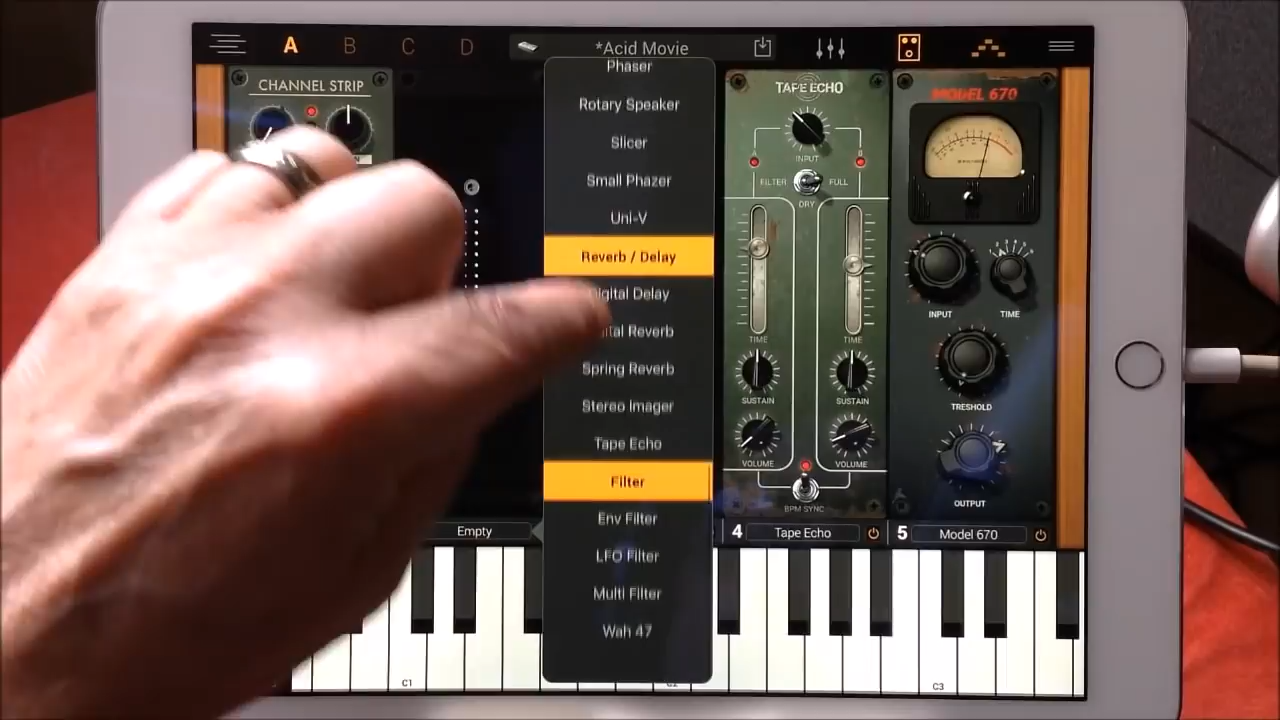 A B C D *Acid Movie
CHANNEL STRIP
Phaser
Rotary Speaker
Slicer
Small Phazer
Uni-V
Reverb / Delay
Delay
Reverb
Spring Reverb
Stereo Imager
Tape Echo
Filter
Env Filter
LFO Filter
Multi Filter
Wah 47
TAPE ECHO
INPUT
A B
FILTER FULL
DRY
TIME TIME
SUSTAIN SUSTAIN
VOLUME VOLUME
BPM SYNC
MODEL 670
INPUT TIME
TRESHOLD
OUTPUT
Empty
4 Tape Echo
5 Model 670
C1
C3